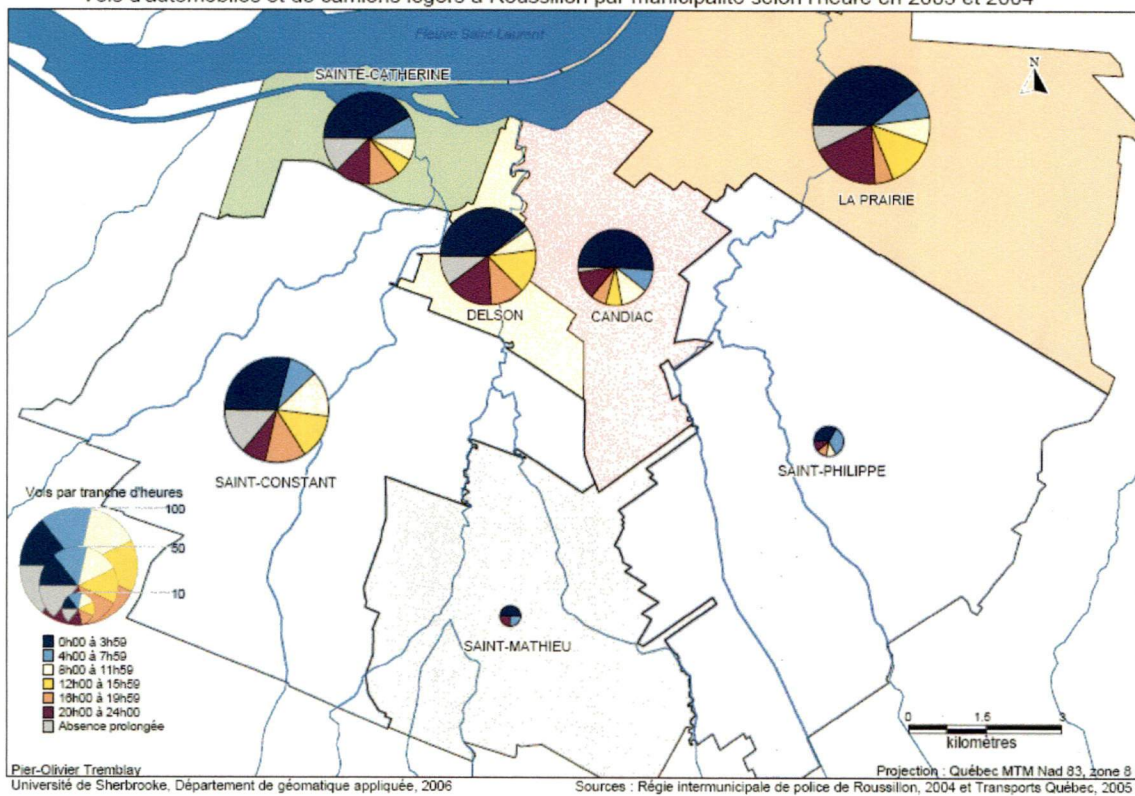 Vols d'automobiles et de camions légers à Roussillon par municipalité selon l'heure en 2003 et 2004
Fleuve Saint-Laurent
SAINTE-CATHERINE
N
LA PRAIRIE
DELSON
CANDIAC
SAINT-CONSTANT
SAINT-PHILIPPE
SAINT-MATHIEU
Vols par tranche d'heures
100
50
10
0h00 à 3h59
4h00 à 7h59
8h00 à 11h59
12h00 à 15h59
16h00 à 19h59
20h00 à 24h00
Absence prolongée
0 1.5 3
kilomètres
Pier-Olivier Tremblay
Projection : Québec MTM Nad 83, zone 8
Université de Sherbrooke, Département de géomatique appliquée, 2006
Sources : Régie intermunicipale de police de Roussillon, 2004 et Transports Québec, 2005